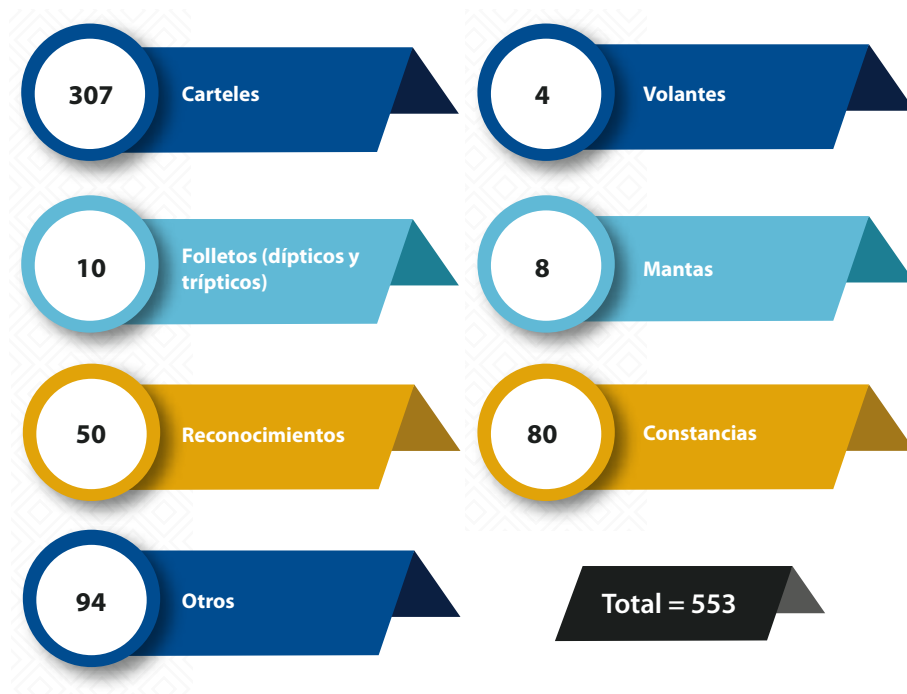 307
Carteles
4
Volantes
10
Folletos (dípticos y
trípticos)
8
Mantas
50
Reconocimientos
80
Constancias
94
Otros
Total = 553